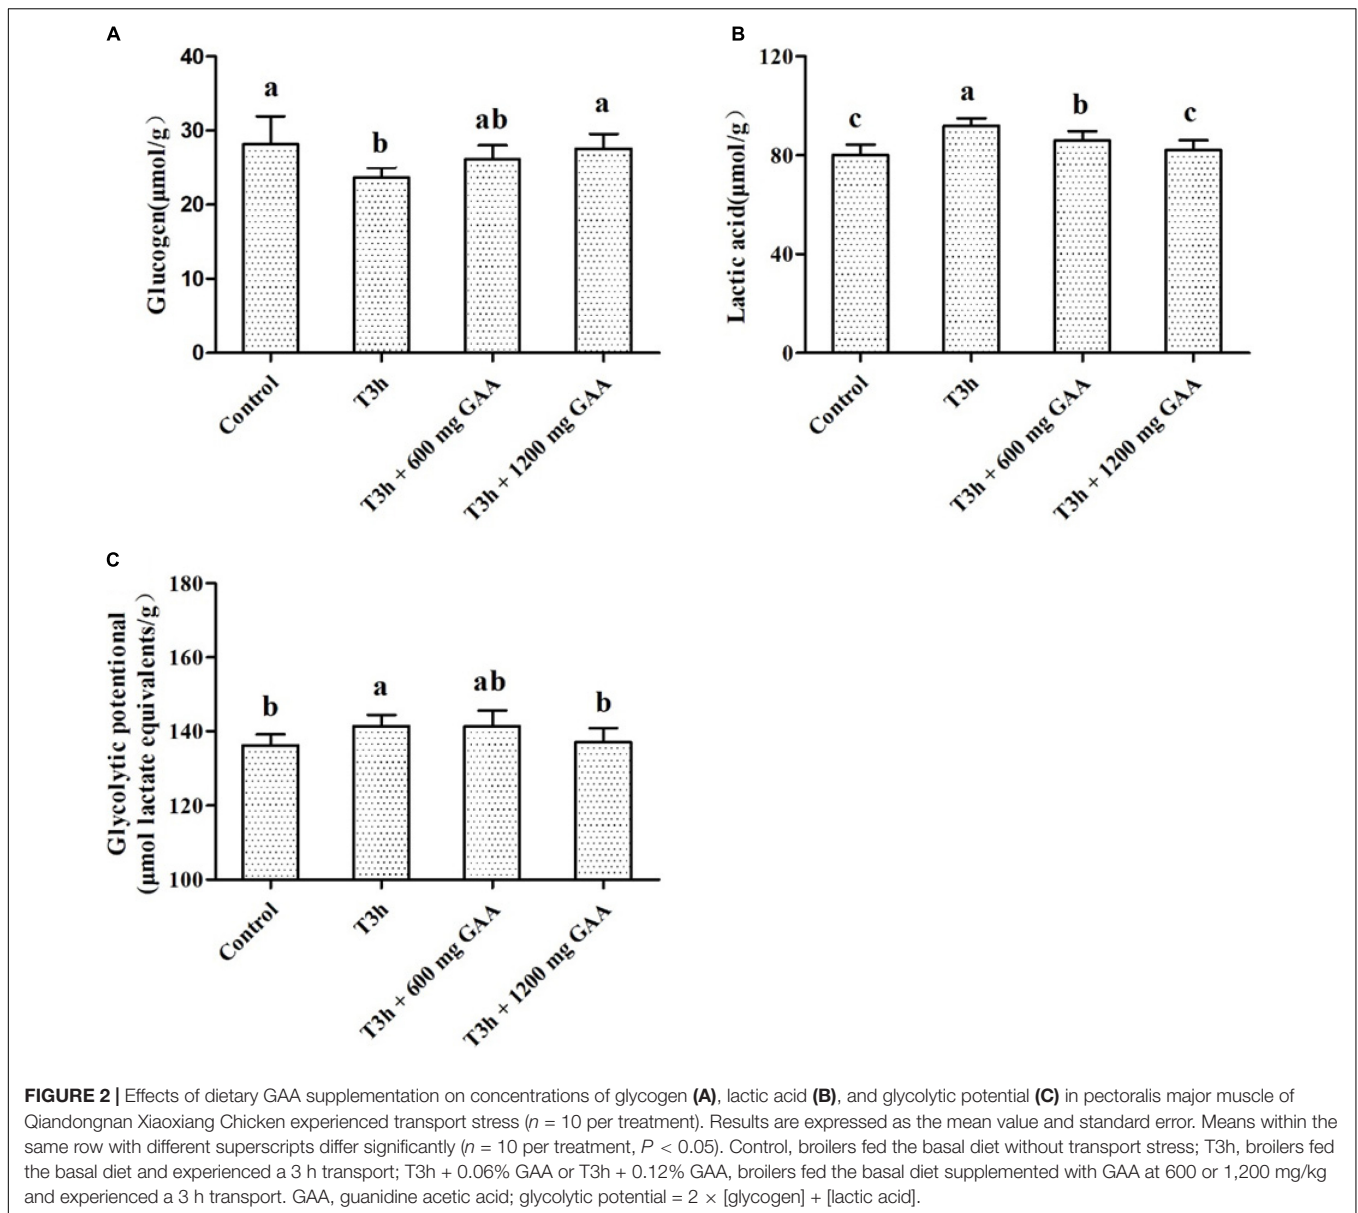 A
40
30
20
10
0
Glucogen(μmol/g)
a
b
ab
a
Control
T3h
T3h + 600 mg GAA
T3h + 1200 mg GAA
B
120
80
40
0
Lactic acid(μmol/g)
c
a
b
c
Control
T3h
T3h + 600 mg GAA
T3h + 1200 mg GAA
C
180
160
140
120
100
Glycolytic potentional
(μmol lactate equivalents/g)
b
a
ab
b
Control
T3h
T3h + 600 mg GAA
T3h + 1200 mg GAA
FIGURE 2 | Effects of dietary GAA supplementation on concentrations of glycogen (A), lactic acid (B), and glycolytic potential (C) in pectoralis major muscle of
Qiandongnan Xiaoxiang Chicken experienced transport stress (n = 10 per treatment). Results are expressed as the mean value and standard error. Means within the
same row with different superscripts differ significantly (n = 10 per treatment, P < 0.05). Control, broilers fed the basal diet without transport stress; T3h, broilers fed
the basal diet and experienced a 3 h transport; T3h + 0.06% GAA or T3h + 0.12% GAA, broilers fed the basal diet supplemented with GAA at 600 or 1,200 mg/kg
and experienced a 3 h transport. GAA, guanidine acetic acid; glycolytic potential = 2 × [glycogen] + [lactic acid].